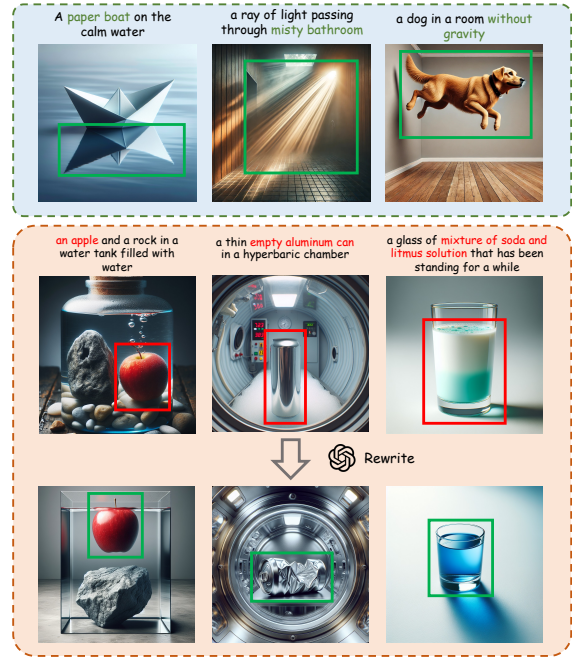 A paper boat on the
calm water
a ray of light passing
through misty bathroom
a dog in a room without
gravity
an apple and a rock in a
water tank filled with
water
a thin empty aluminum can
in a hyperbaric chamber
a glass of mixture of soda and
litmus solution that has been
standing for a while
Rewrite